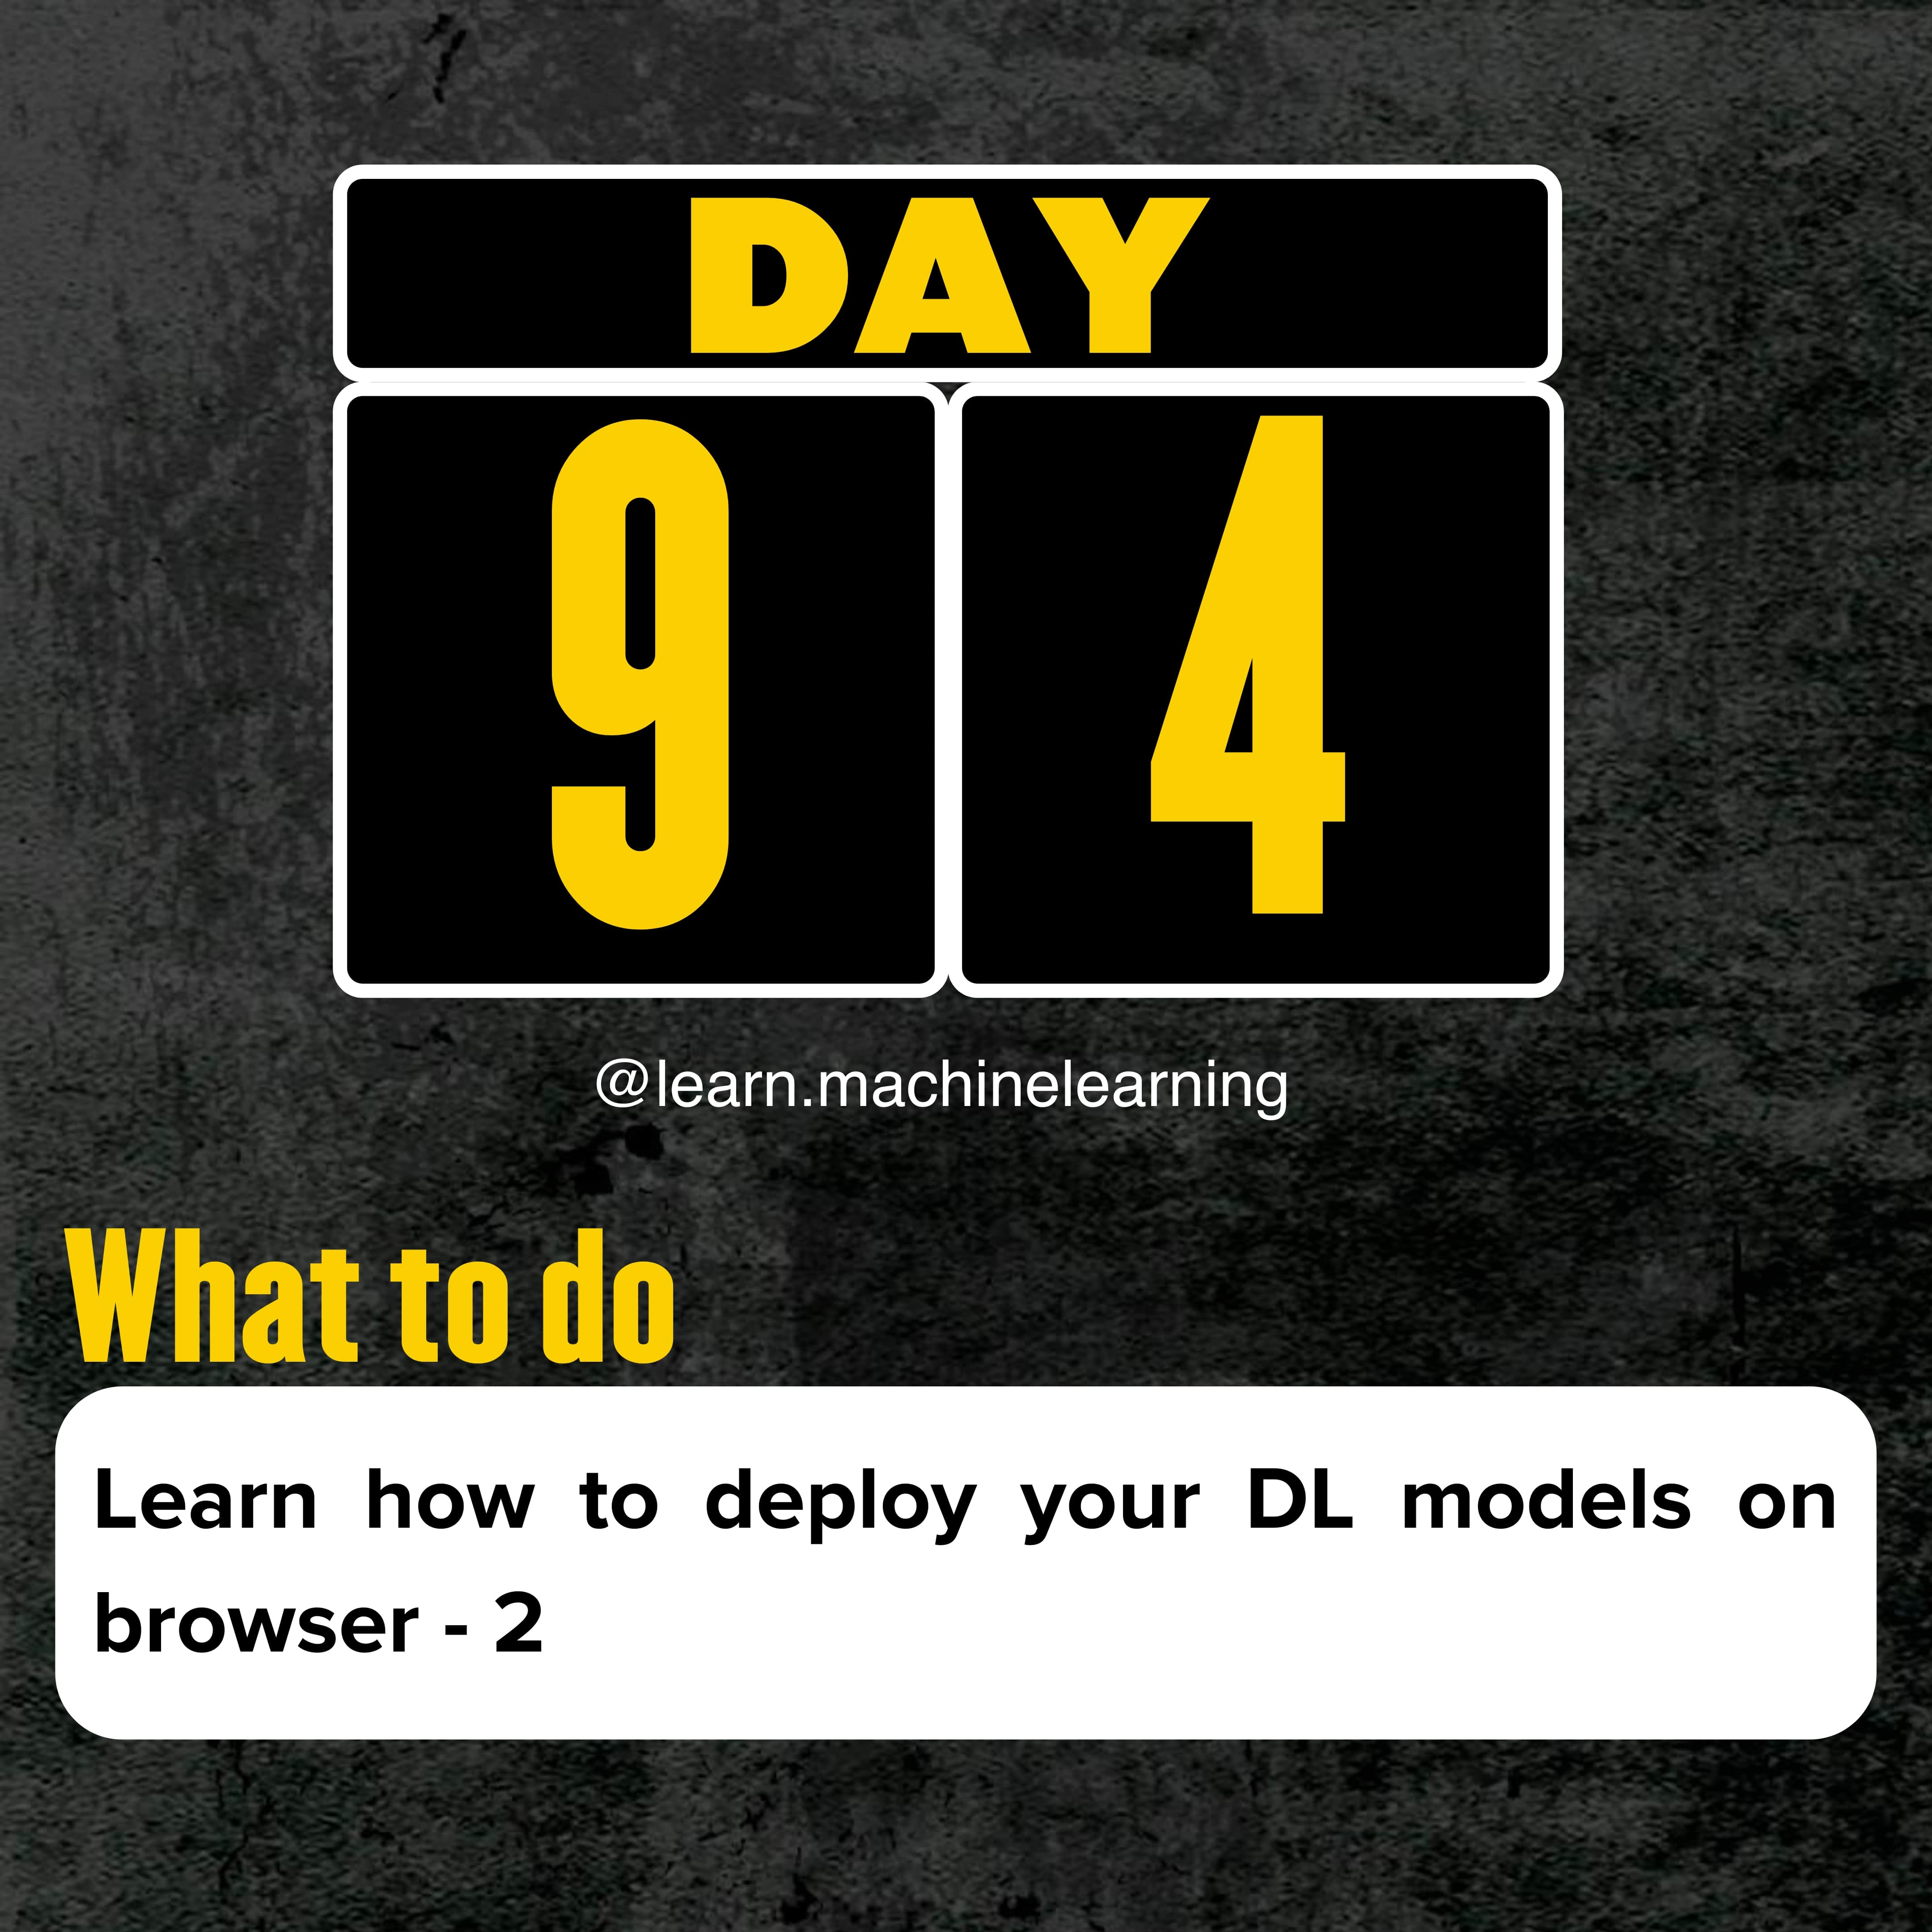 DAY
9 4
@learn.machinelearning
What to do
Learn how to deploy your DL models on
browser - 2